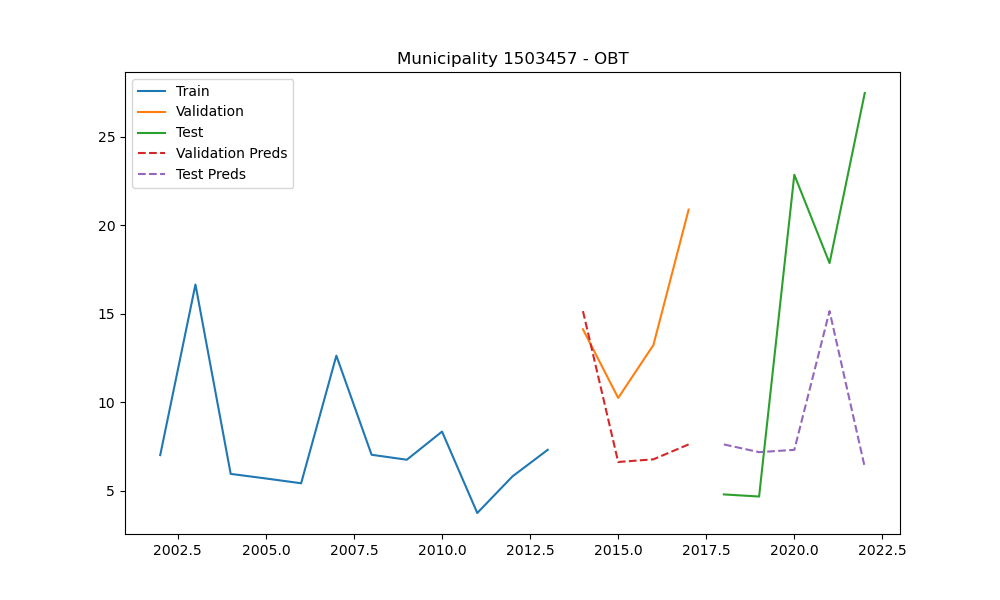 Municipality 1503457 - OBT
Train
Validation
Test
Validation Preds
Test Preds
25
20
15
10
5
2002.5 2005.0 2007.5 2010.0 2012.5 2015.0 2017.5 2020.0 2022.5